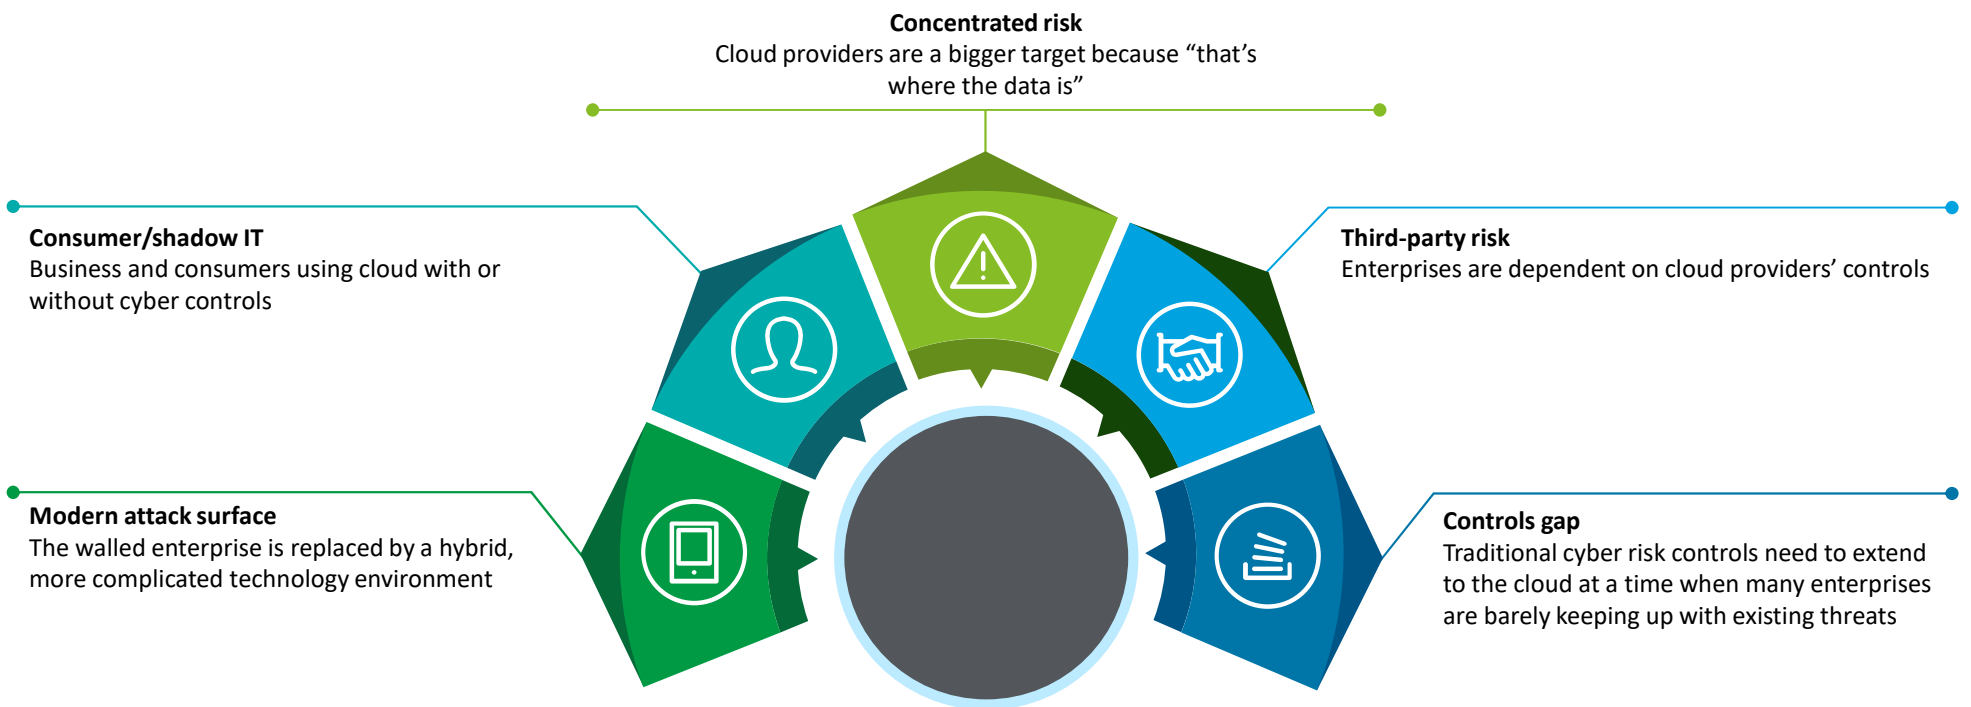 Concentrated risk
Cloud providers are a bigger target because “that’s
where the data is”
Consumer/shadow IT
Business and consumers using cloud with or
without cyber controls
Third-party risk
Enterprises are dependent on cloud providers’ controls
Modern attack surface
The walled enterprise is replaced by a hybrid,
more complicated technology environment
Controls gap
Traditional cyber risk controls need to extend
to the cloud at a time when many enterprises
are barely keeping up with existing threats